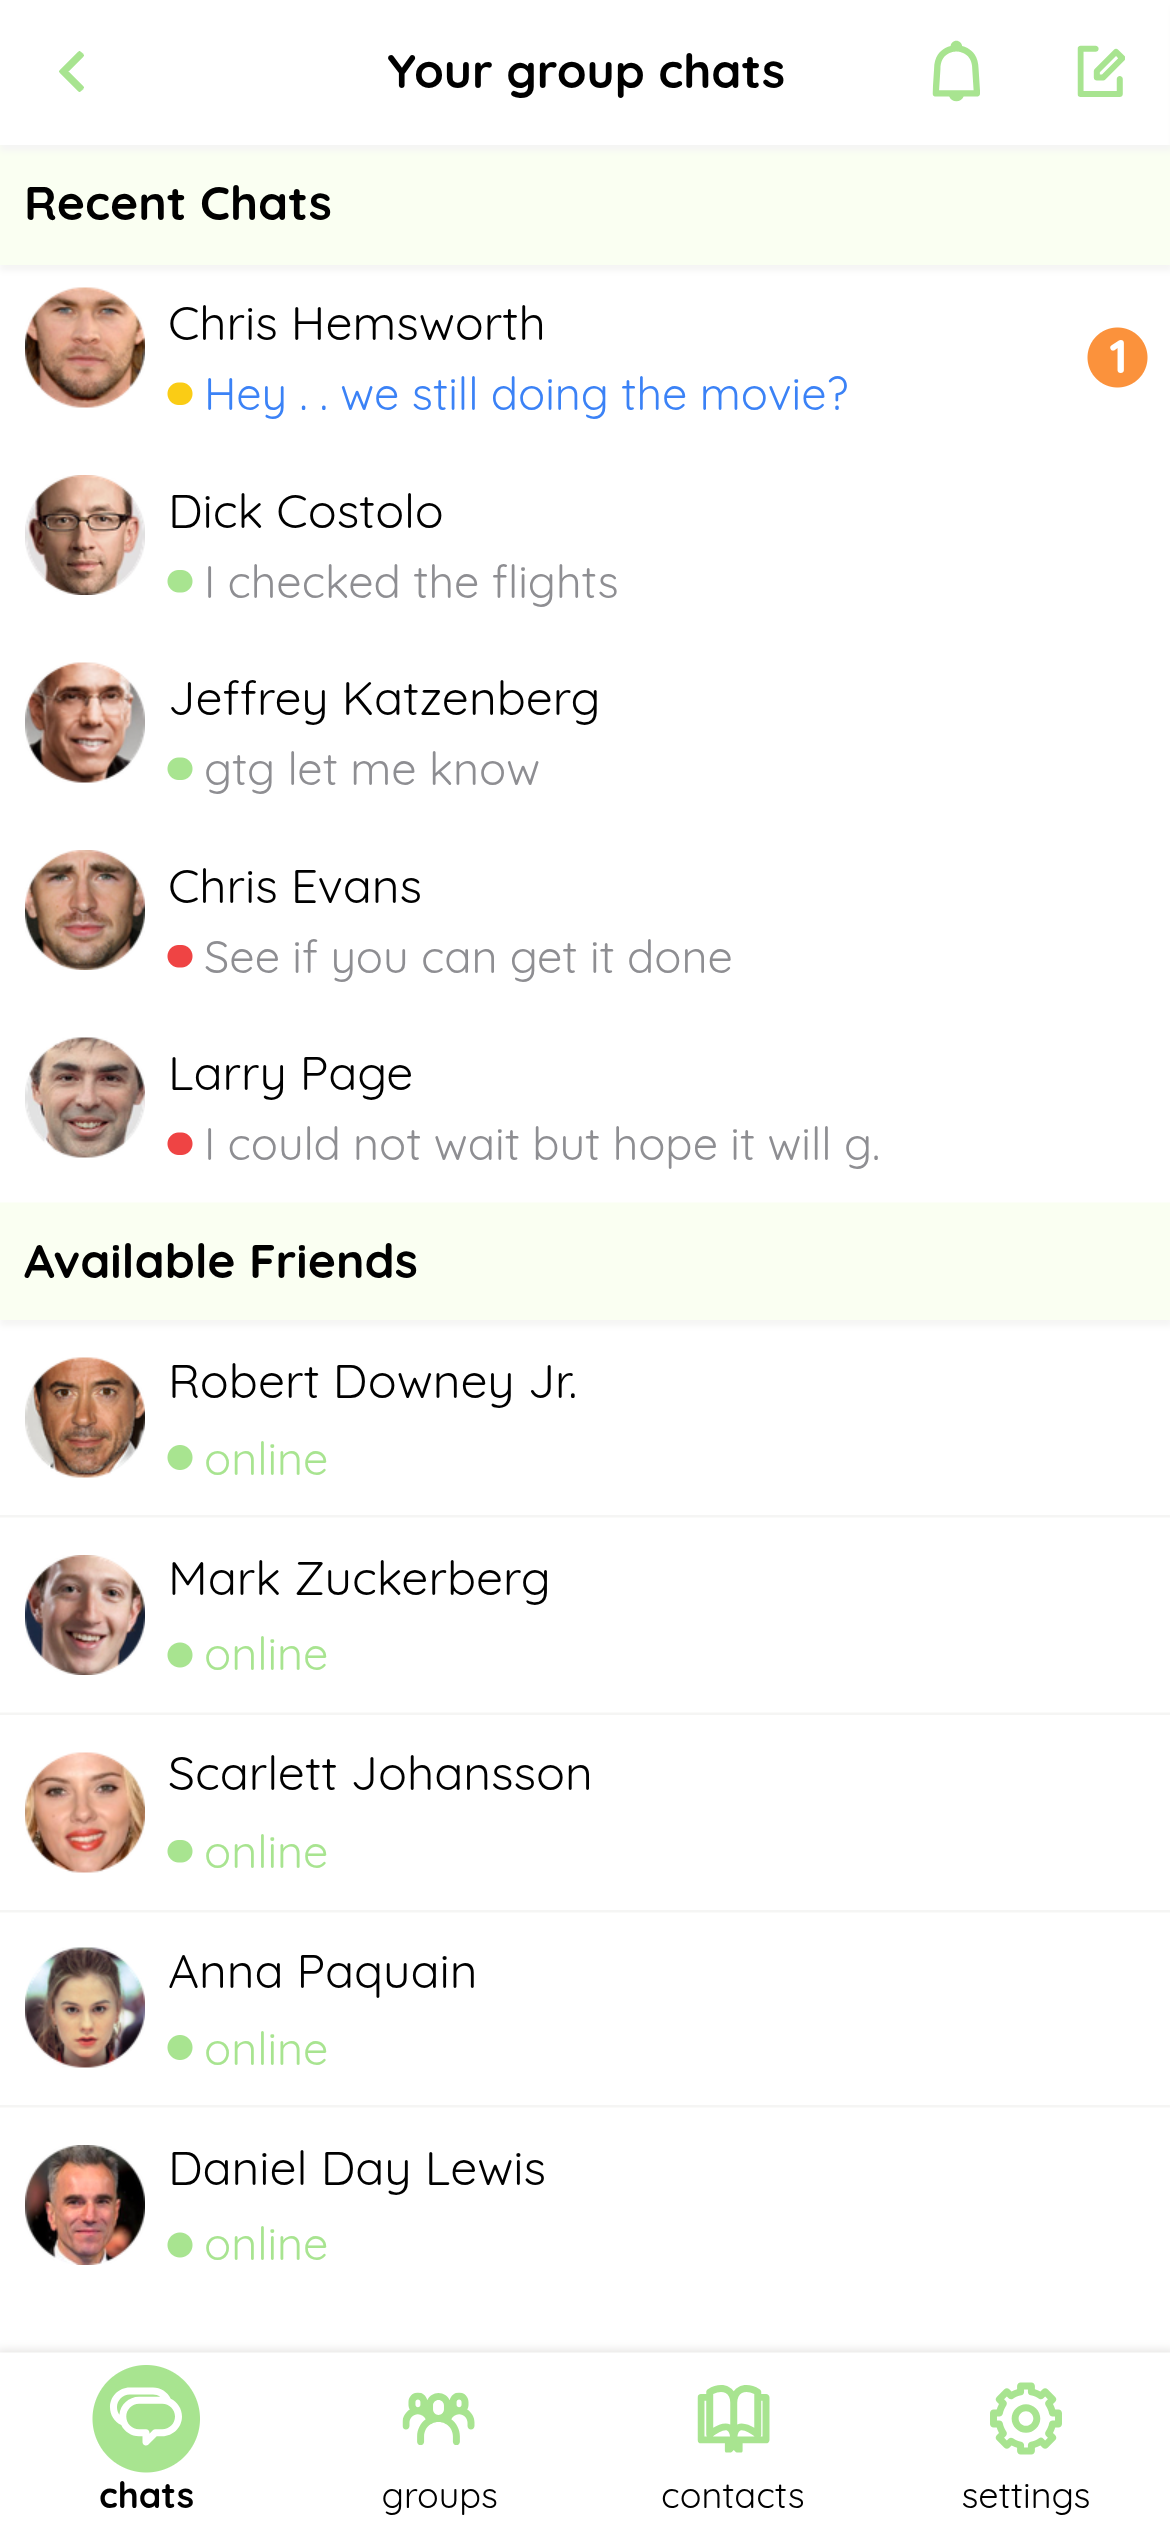 Your group chats
Recent Chats
Chris Hemsworth
Hey . . we still doing the movie?
1
Dick Costolo
I checked the flights
Jeffrey Katzenberg
gtg let me know
Chris Evans
See if you can get it done
Larry Page
I could not wait but hope it will g.
Available Friends
Robert Downey Jr.
online
Mark Zuckerberg
online
Scarlett Johansson
online
Anna Paquain
online
Daniel Day Lewis
online
chats
groups
contacts
settings